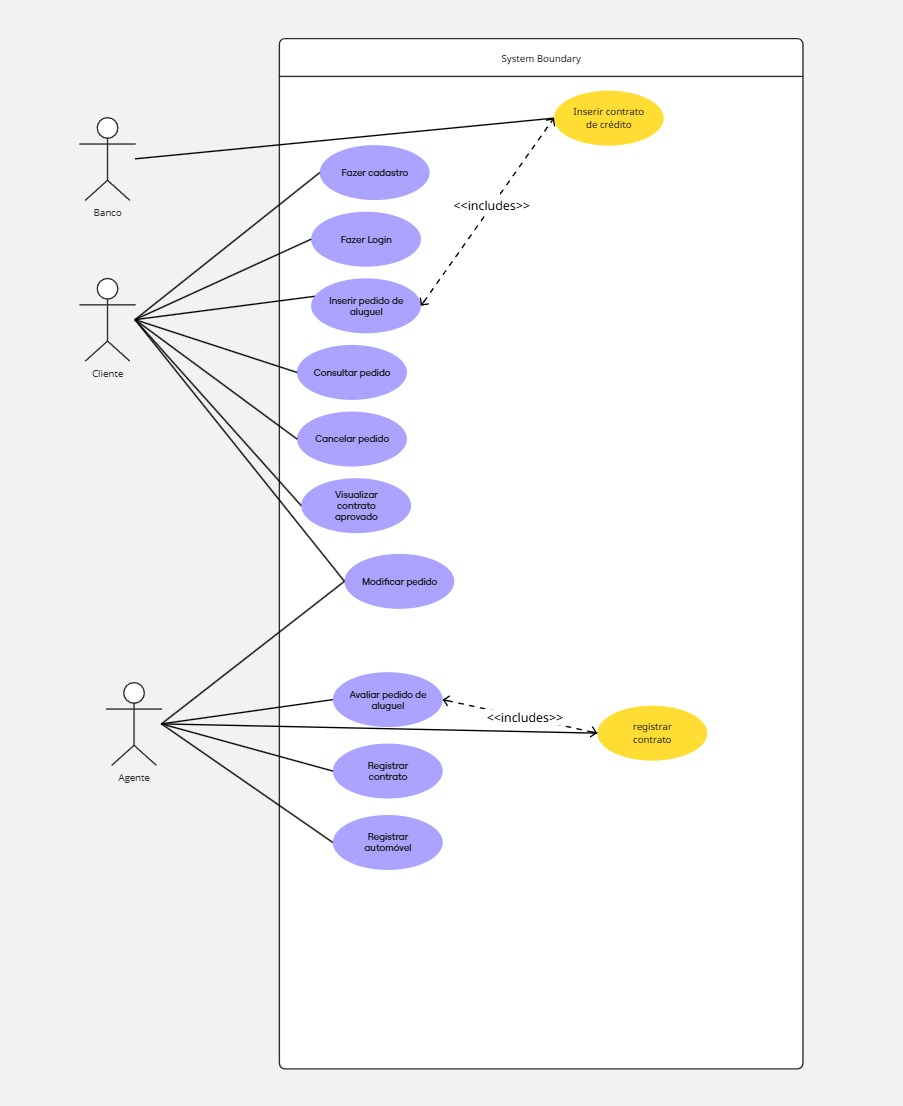 System Boundary
Inserir contrato
de crédito
Banco
Fazer cadastro
<<includes>>
Fazer Login
Inserir pedido de
aluguel
Cliente
Consultar pedido
Cancelar pedido
Visualizar
contrato
aprovado
Modificar pedido
Avaliar pedido de
aluguel
<<includes>>
registrar
contrato
Agente
Registrar
contrato
Registrar
automóvel